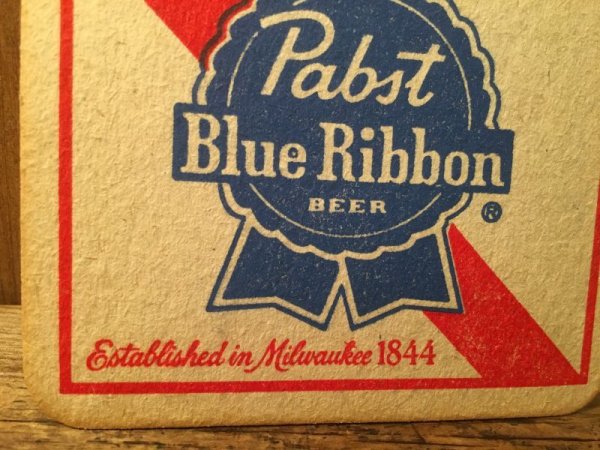 Pabst
Blue Ribbon
BEER
®
Established in Milwaukee 1844